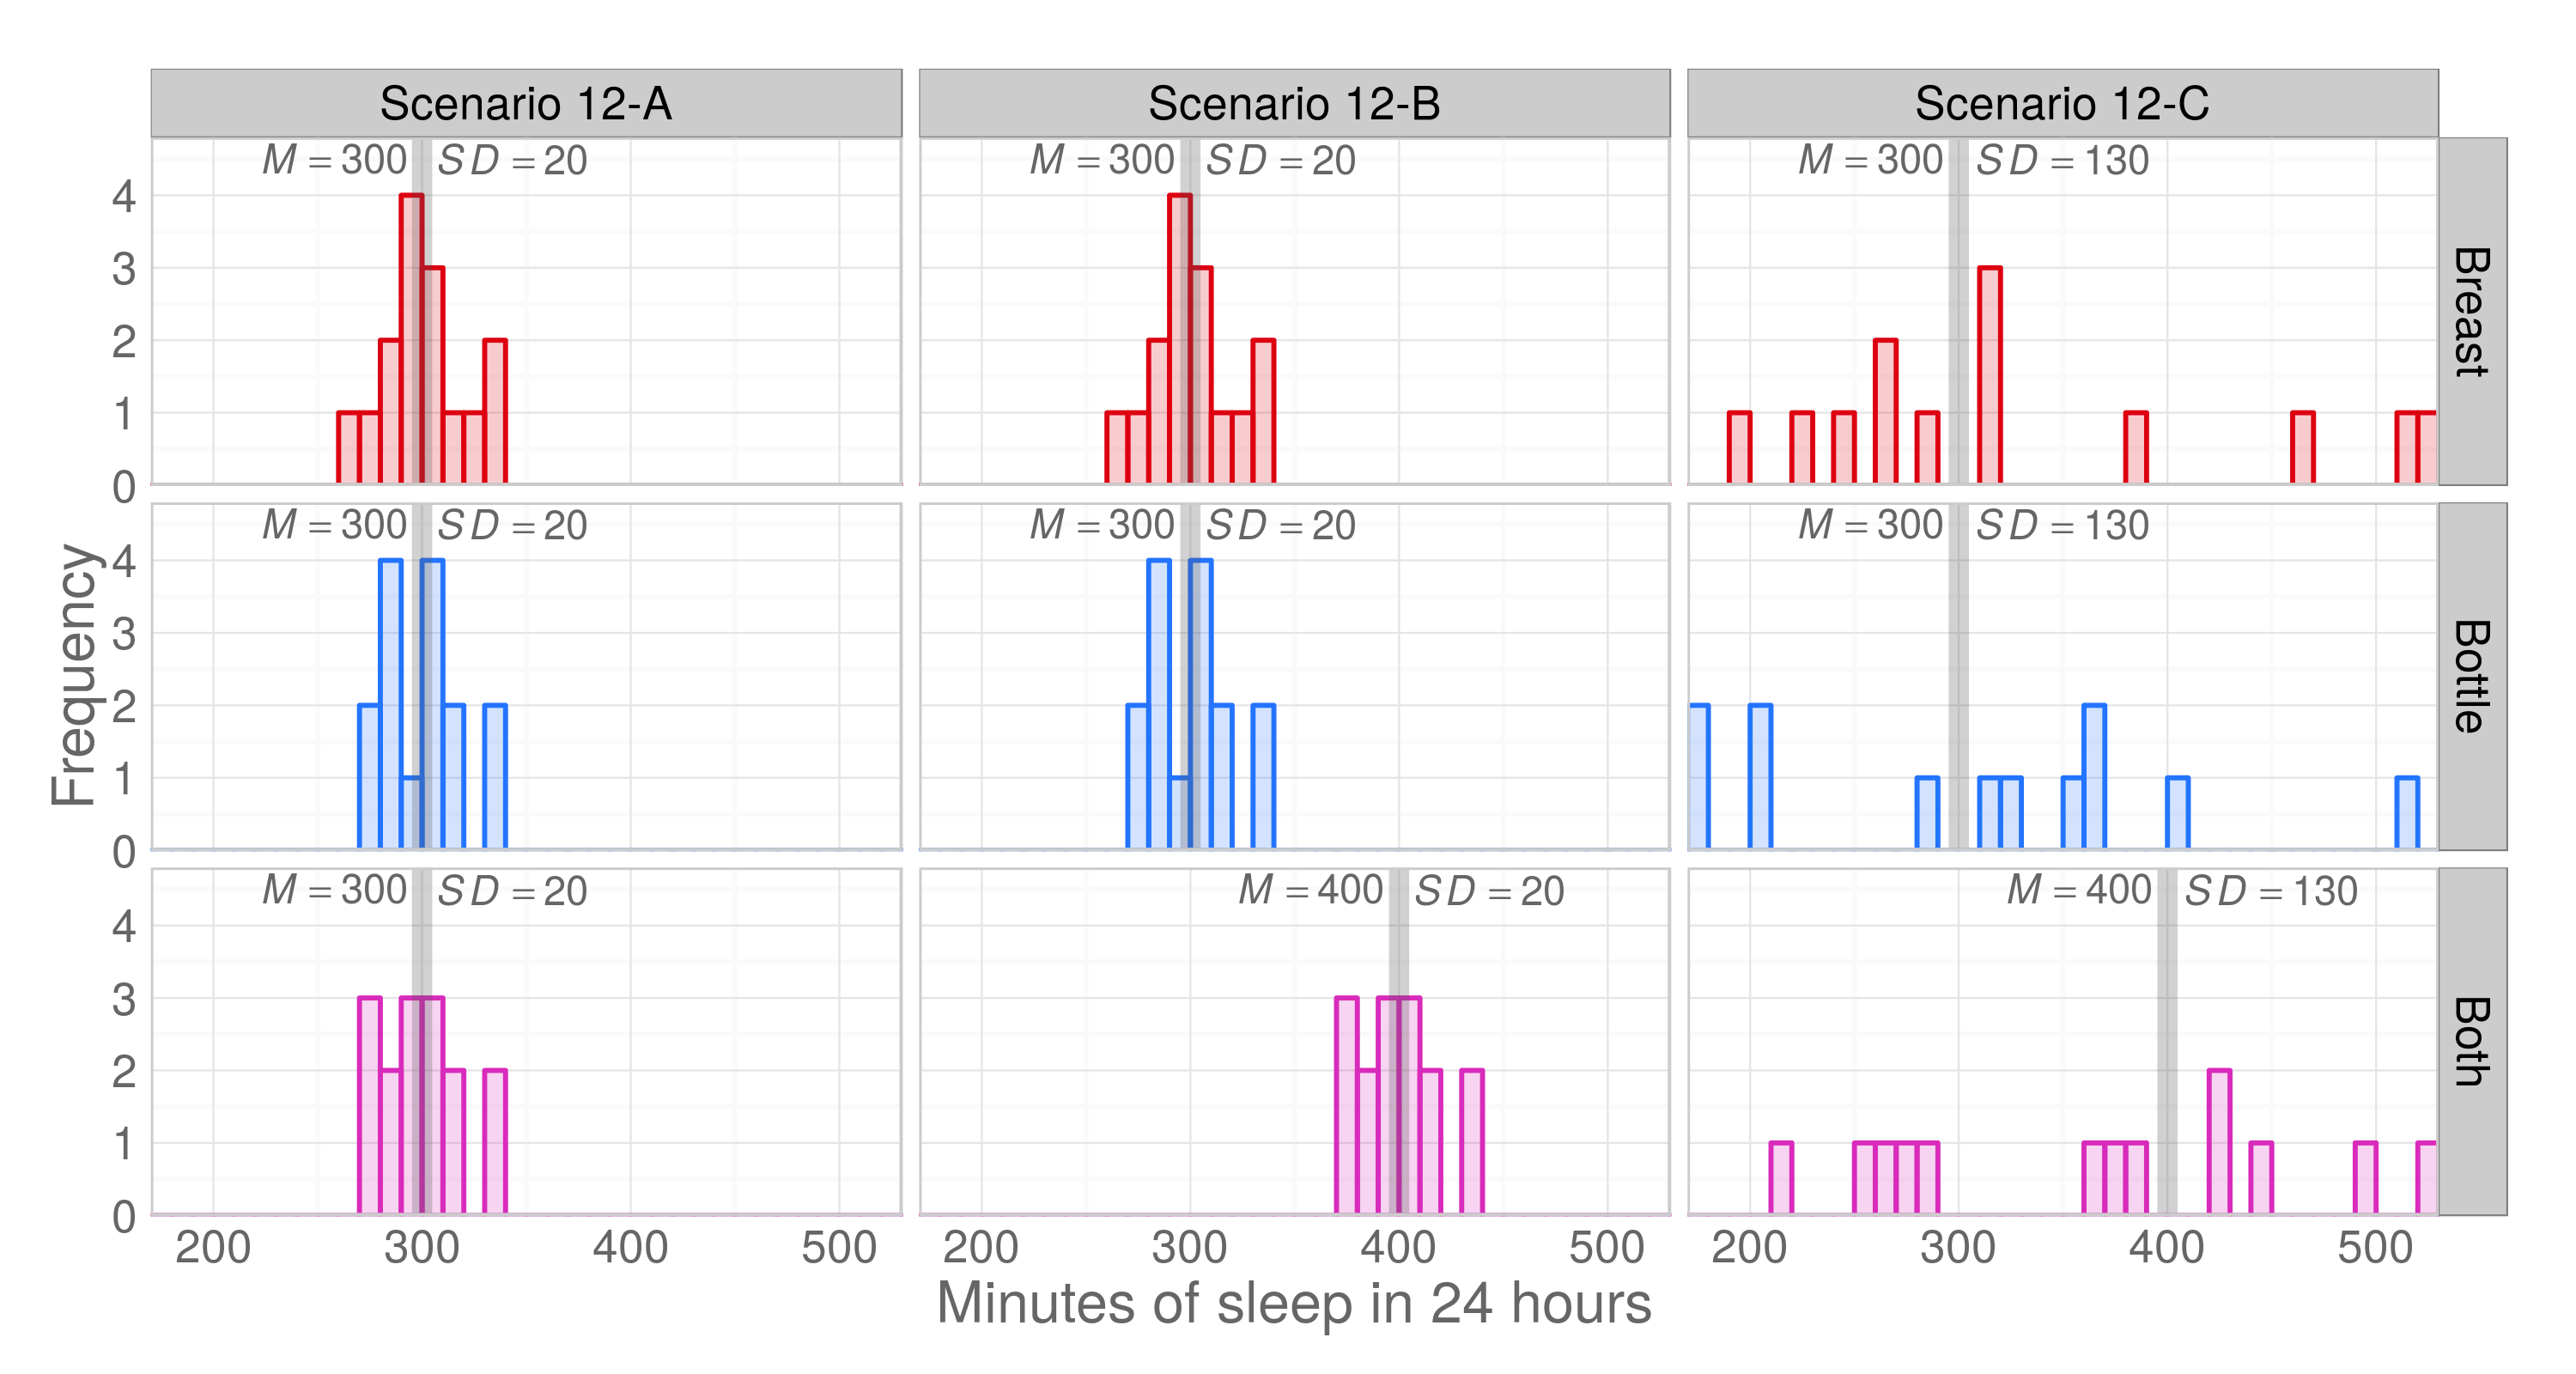 Scenario 12-A
Scenario 12-B
Scenario 12-C
M = 300 SD = 20
M = 300 SD = 20
M = 300 SD = 130
4
3
2
1
0
Breast
M = 300 SD = 20
M = 300 SD = 20
M = 300 SD = 130
4
3
2
1
0
Bottle
M = 300 SD = 20
M = 400 SD = 20
M = 400 SD = 130
4
3
2
1
0
Both
Frequency
200 300 400 500
200 300 400 500
200 300 400 500
Minutes of sleep in 24 hours